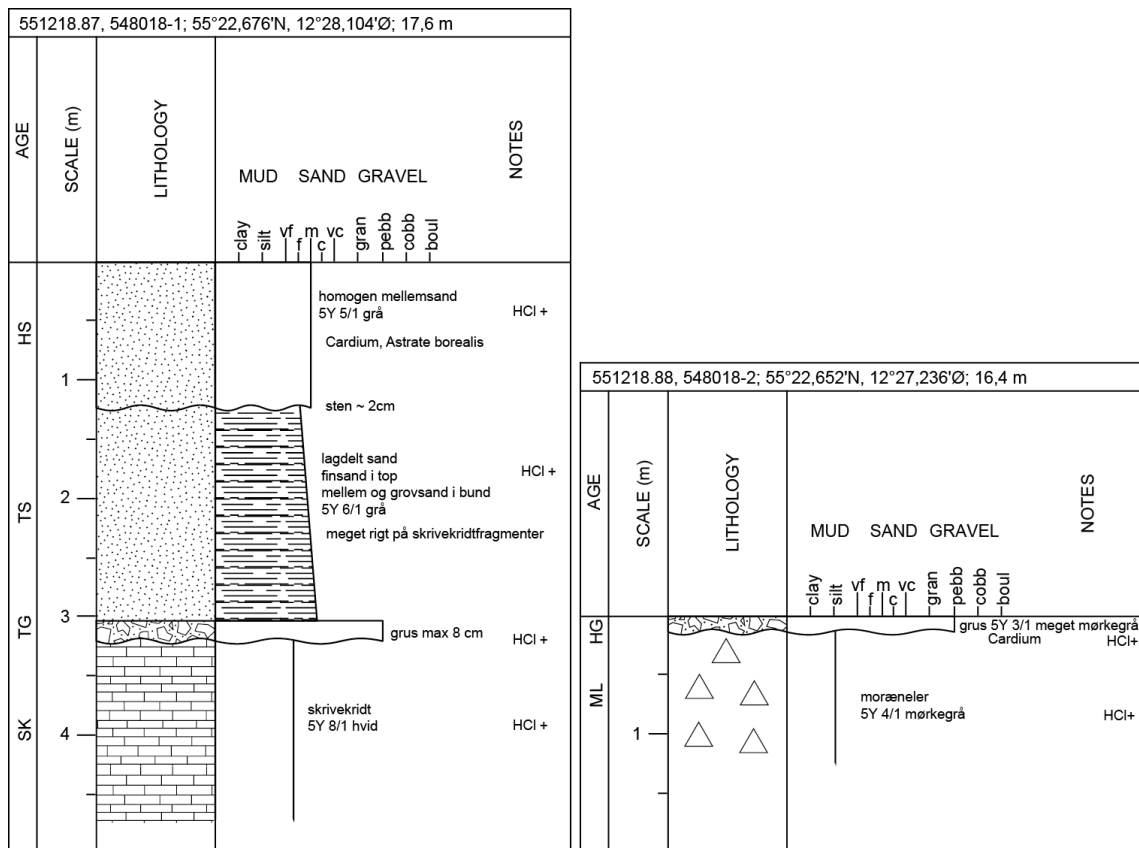 551218.87, 548018-1; 55°22,676'N, 12°28,104'Ø; 17,6 m
AGE
SCALE (m)
LITHOLOGY
MUD SAND GRAVEL
NOTES
clay silt vf f m c vc gran pebb cobb boul
HS
homogen mellemsand
5Y 5/1 grå
HCl +
Cardium, Astrate borealis
1
sten ~ 2cm
TS
lagdelt sand
HCl +
finsand i top
mellem og grovsand i bund
2
5Y 6/1 grå
meget rigt på skrivekridtfragmenter
3
TG
grus max 8 cm
HCl +
SK
skrivekridt
5Y 8/1 hvid
HCl +
4
551218.88, 548018-2; 55°22,652'N, 12°27,236'Ø; 16,4 m
AGE
SCALE (m)
LITHOLOGY
MUD SAND GRAVEL
NOTES
clay silt vf f m c vc gran pebb cobb boul
HG
grus 5Y 3/1 meget mørkegrå
Cardium
HCl+
ML
moræneler
5Y 4/1 mørkegrå
HCl+
1